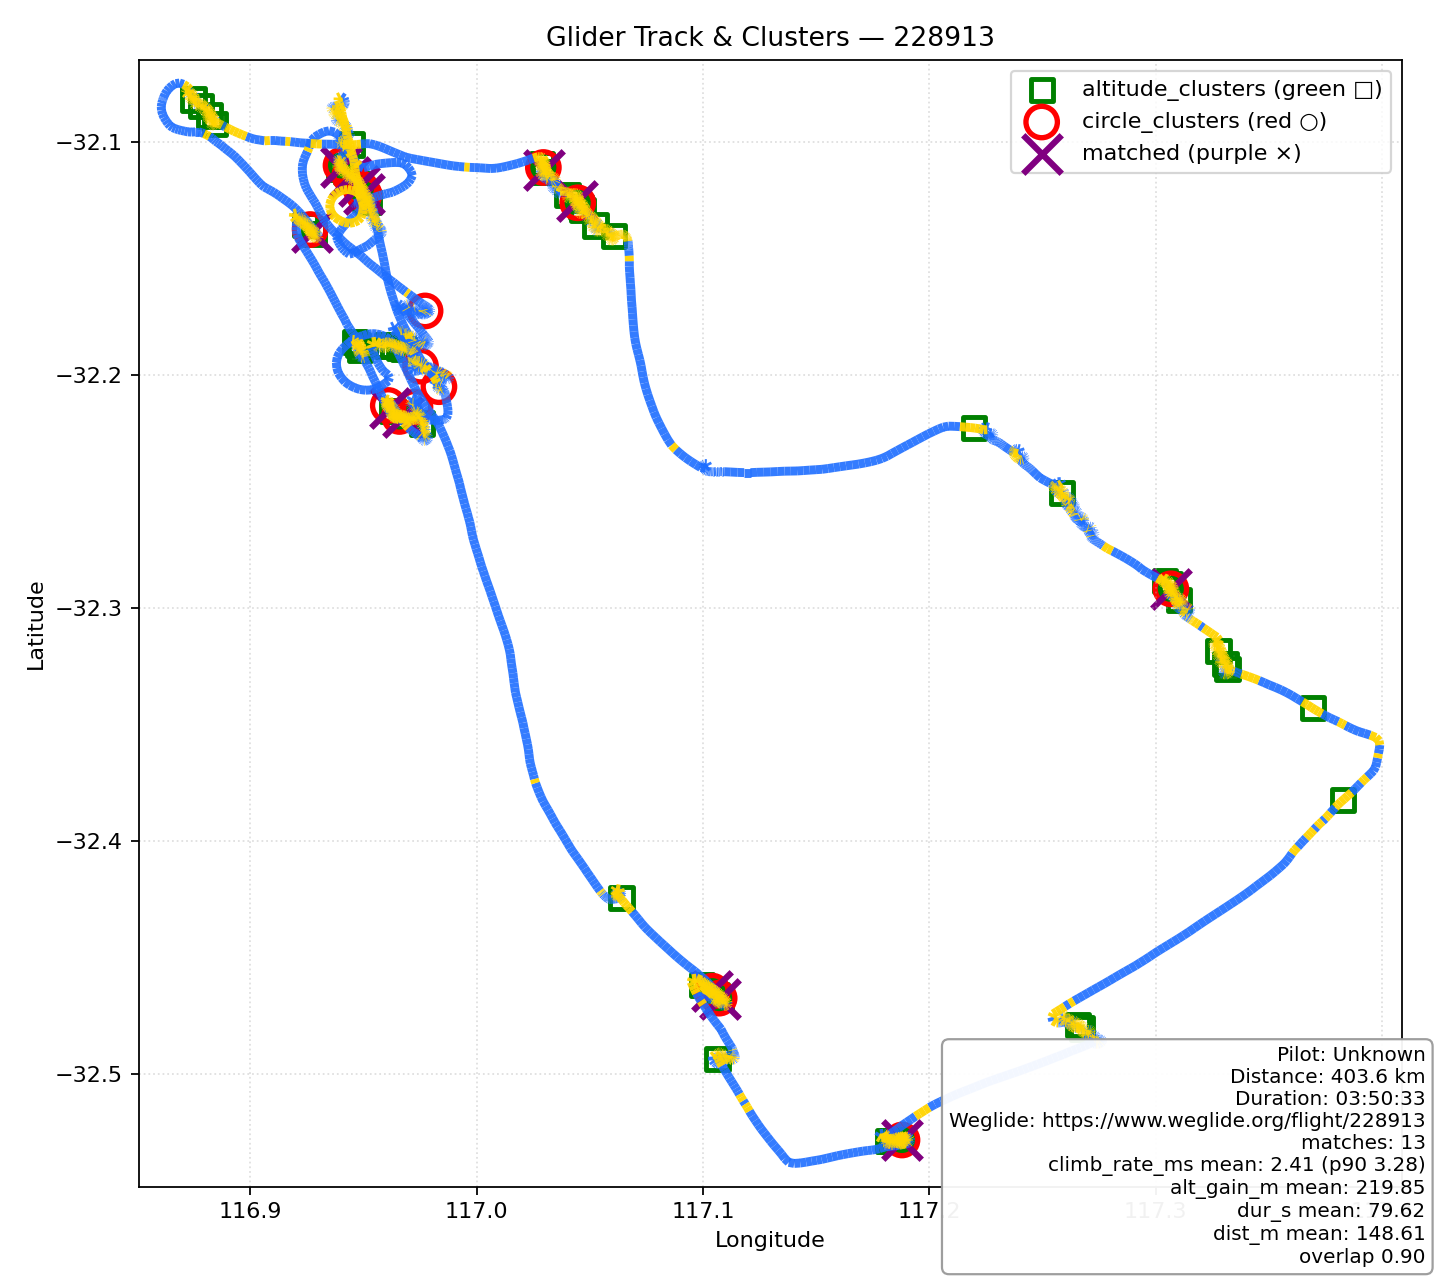 Glider Track & Clusters — 228913
altitude_clusters (green □)
circle_clusters (red ○)
matched (purple ×)
−32.1
−32.2
−32.3
−32.4
−32.5
Latitude
116.9
117.0
117.1
117.2
117.3
Longitude
Pilot: Unknown
Distance: 403.6 km
Duration: 03:50:33
Weglide: https://www.weglide.org/flight/228913
matches: 13
climb_rate_ms mean: 2.41 (p90 3.28)
alt_gain_m mean: 219.85
dur_s mean: 79.62
dist_m mean: 148.61
overlap 0.90